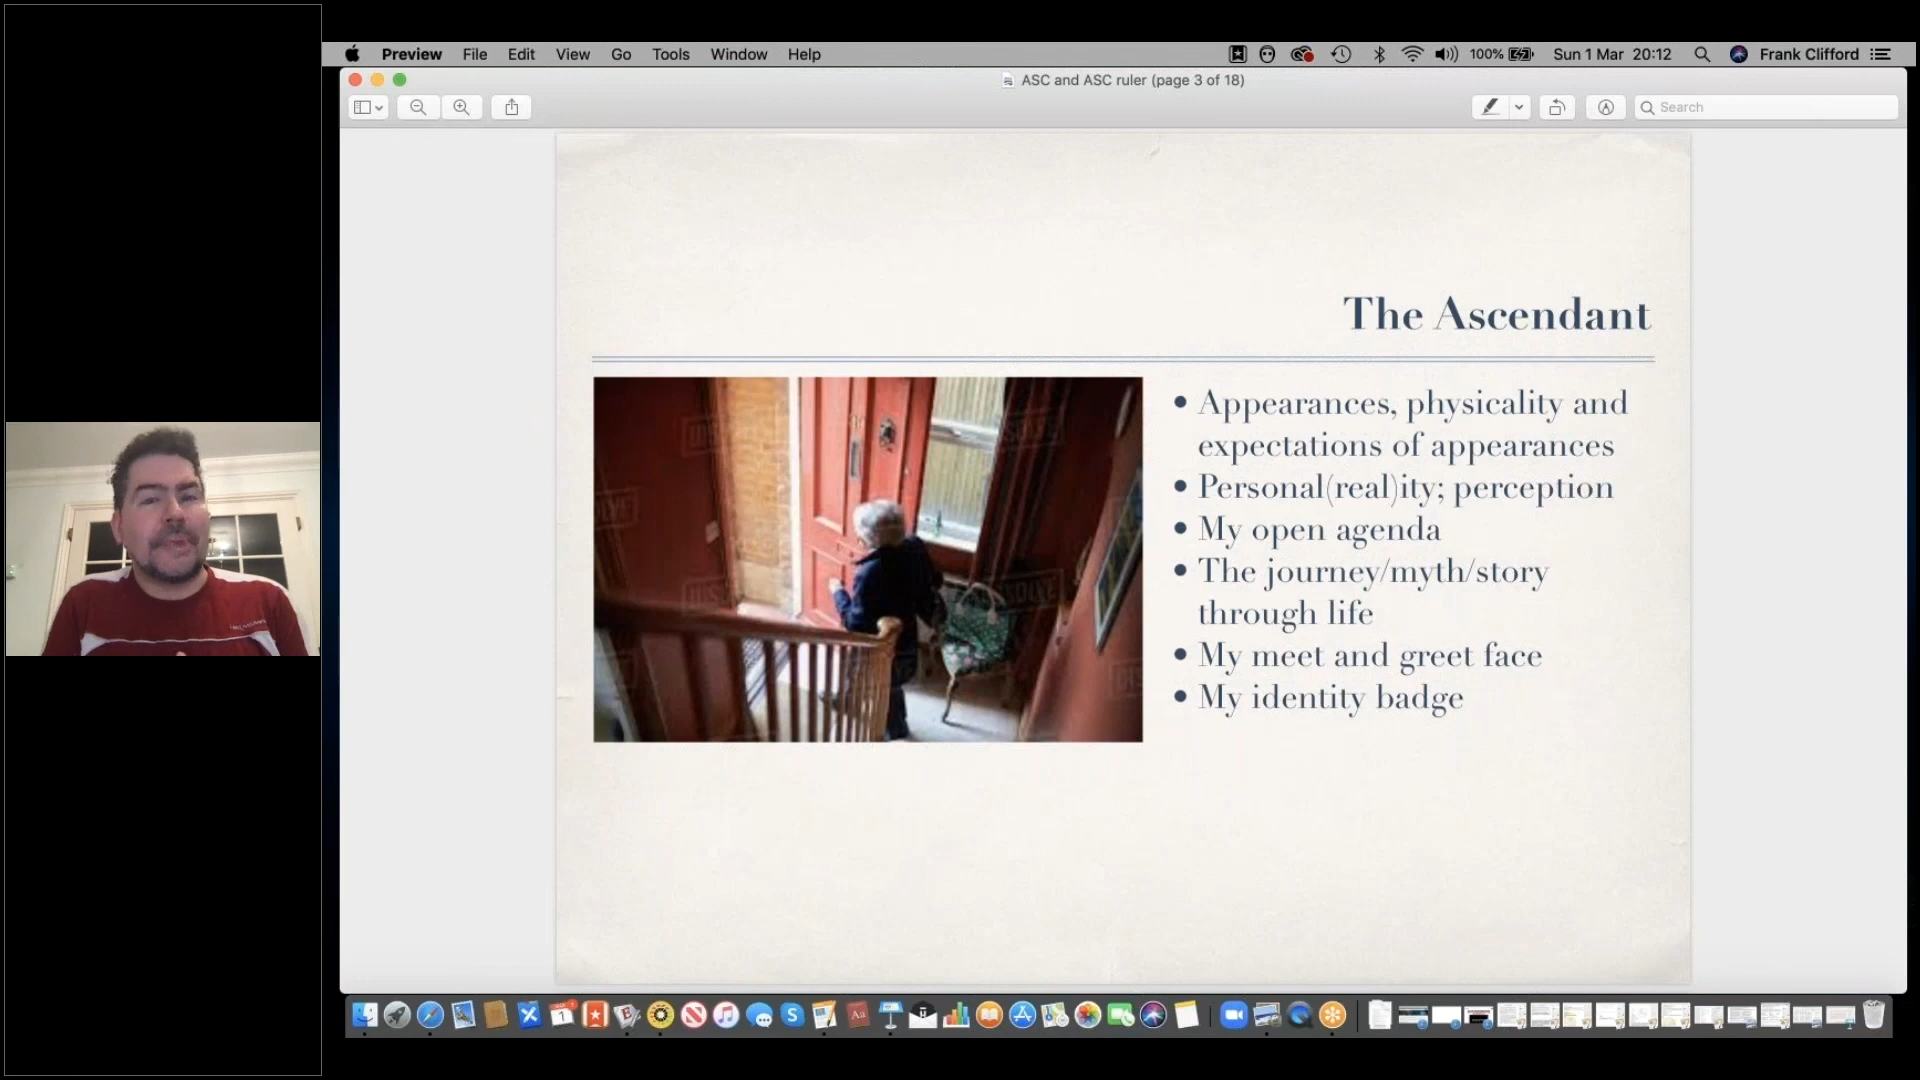 Preview File Edit View Go Tools Window Help 100% Sun 1 Mar 20:12 Frank Clifford
ASC and ASC ruler (page 3 of 18)
Search
The Ascendant
• Appearances, physicality and
expectations of appearances
• Personal(real)ity; perception
• My open agenda
• The journey/myth/story
through life
• My meet and greet face
• My identity badge